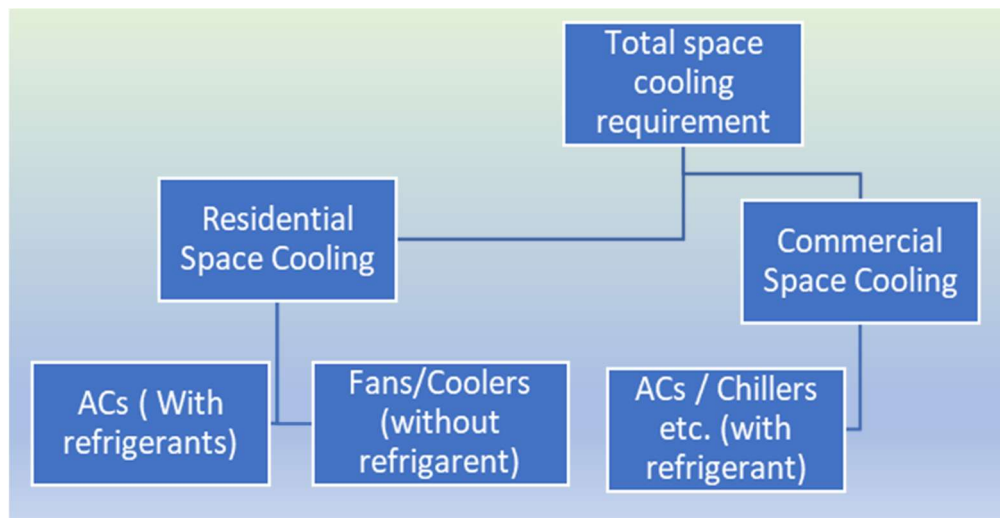 Total space
cooling
requirement
Residential
Space Cooling
Commercial
Space Cooling
ACs ( With
refrigerants)
Fans/Coolers
(without
refrigarent)
ACs / Chillers
etc. (with
refrigerant)